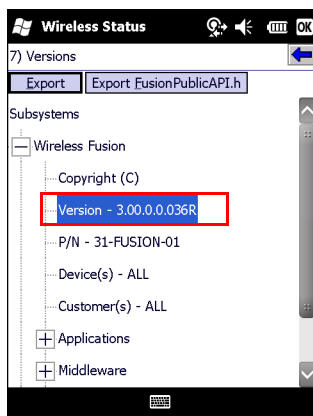 Wireless Status OK
7) Versions
Export Export FusionPublicAPI.h
Subsystems
Wireless Fusion
Copyright (C)
Version - 3.00.0.0.036R
P/N - 31-FUSION-01
Device(s) - ALL
Customer(s) - ALL
Applications
Middleware